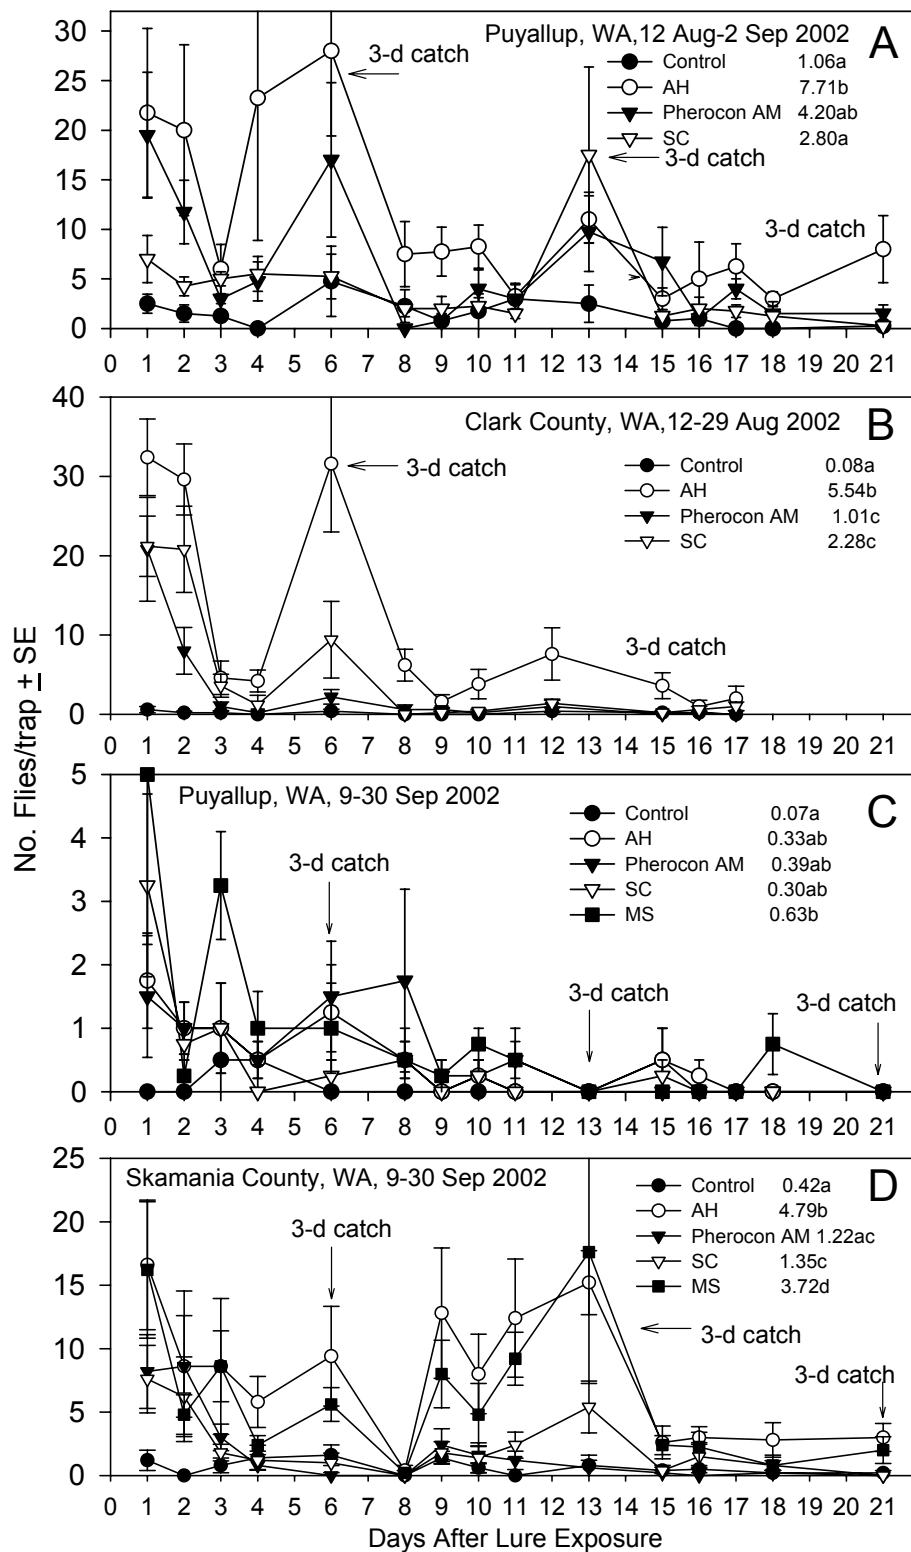 Puyallup, WA,12 Aug-2 Sep 2002
A
Control 1.06a
AH 7.71b
Pherocon AM 4.20ab
SC 2.80a
3-d catch
3-d catch
3-d catch
30
25
20
15
10
5
0
0 1 2 3 4 5 6 7 8 9 10 11 12 13 14 15 16 17 18 19 20 21
Clark County, WA,12-29 Aug 2002
B
Control 0.08a
AH 5.54b
Pherocon AM 1.01c
SC 2.28c
3-d catch
3-d catch
40
30
20
10
0
0 1 2 3 4 5 6 7 8 9 10 11 12 13 14 15 16 17 18 19 20 21
No. Flies/trap ± SE
Puyallup, WA, 9-30 Sep 2002
C
Control 0.07a
AH 0.33ab
Pherocon AM 0.39ab
SC 0.30ab
MS 0.63b
3-d catch
3-d catch
3-d catch
5
4
3
2
1
0
0 1 2 3 4 5 6 7 8 9 10 11 12 13 14 15 16 17 18 19 20 21
Skamania County, WA, 9-30 Sep 2002
D
Control 0.42a
AH 4.79b
Pherocon AM 1.22ac
SC 1.35c
MS 3.72d
3-d catch
3-d catch
3-d catch
25
20
15
10
5
0
0 1 2 3 4 5 6 7 8 9 10 11 12 13 14 15 16 17 18 19 20 21
Days After Lure Exposure